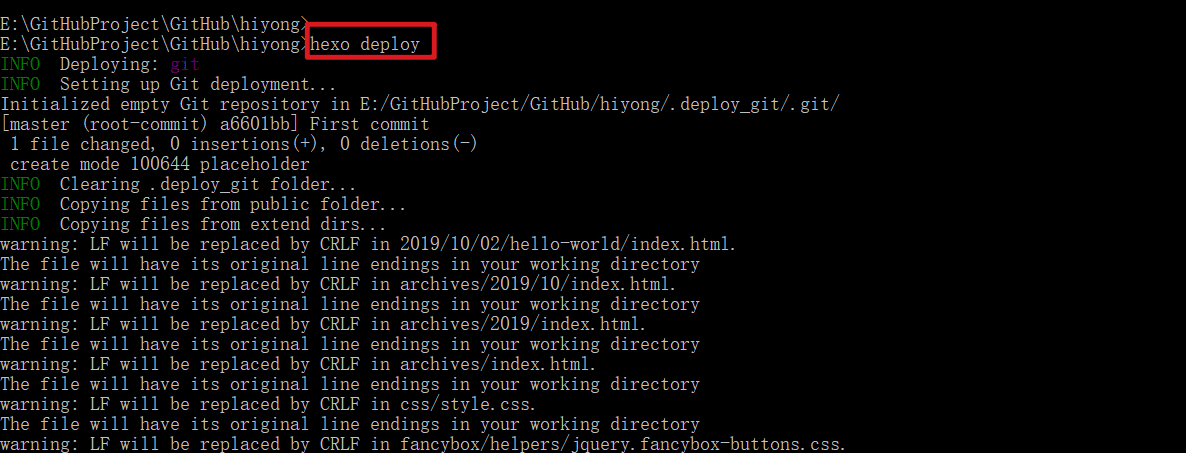 E:\GitHubProject\GitHub\hiyong>
E:\GitHubProject\GitHub\hiyong>hexo deploy
INFO  Deploying: git
INFO  Setting up Git deployment...
Initialized empty Git repository in E:/GitHubProject/GitHub/hiyong/.deploy_git/.git/
[master (root-commit) a6601bb] First commit
 1 file changed, 0 insertions(+), 0 deletions(-)
 create mode 100644 placeholder
INFO  Clearing .deploy_git folder...
INFO  Copying files from public folder...
INFO  Copying files from extend dirs...
warning: LF will be replaced by CRLF in 2019/10/02/hello-world/index.html.
The file will have its original line endings in your working directory
warning: LF will be replaced by CRLF in archives/2019/10/index.html.
The file will have its original line endings in your working directory
warning: LF will be replaced by CRLF in archives/2019/index.html.
The file will have its original line endings in your working directory
warning: LF will be replaced by CRLF in archives/index.html.
The file will have its original line endings in your working directory
warning: LF will be replaced by CRLF in css/style.css.
The file will have its original line endings in your working directory
warning: LF will be replaced by CRLF in fancybox/helpers/jquery.fancybox-buttons.css.